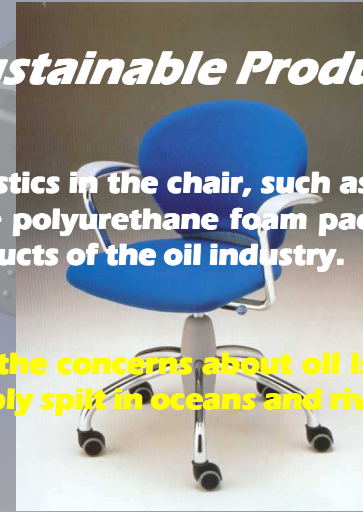 stainable Produ
stics in the chair, such as
polyurethane foam pad
ucts of the oil industry.
the concerns about oil is
ply spilt in oceans and riv